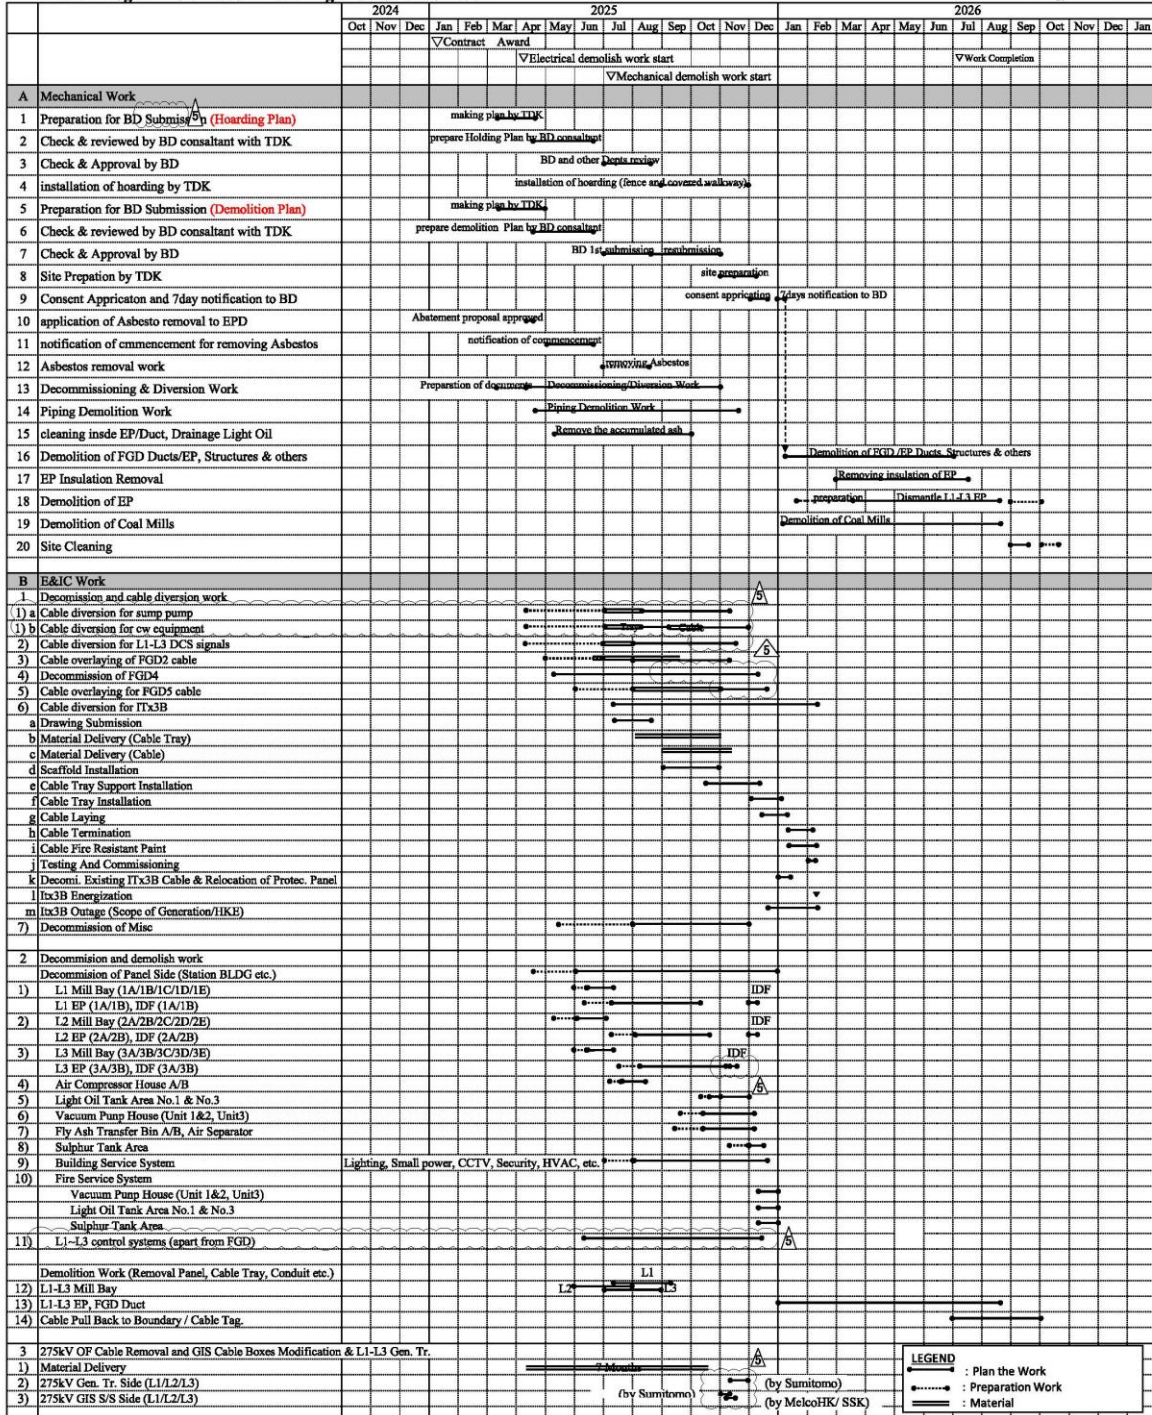 2024 2025 2026
Oct Nov Dec Jan Feb Mar Apr May Jun Jul Aug Sep Oct Nov Dec Jan Feb Mar Apr May Jun Jul Aug Sep Oct Nov Dec Jan
▽Contract Award
▽Electrical demolish work start ▽Work Completion
▽Mechanical demolish work start
A Mechanical Work
5
1 Preparation for BD Submiss n (Hoarding Plan) making plan by TDK
2 Check & reviewed by BD consaltant with TDK prepare Holding Plan by BD consaltant
3 Check & Approval by BD BD and other Depts review
4 installation of hoarding by TDK installation of hoarding (fence and covered walkway)
5 Preparation for BD Submission (Demolition Plan) making plan by TDK
6 Check & reviewed by BD consultant with TDK prepare demolition Plan by BD consaltant
7 Check & Approval by BD BD 1st submission resubmission
8 Site Prepation by TDK site preparation
9 Consent Appricaton and 7day notification to BD consent apprication 7days notification to BD
10 application of Asbesto removal to EPD Abatement proposal approved
11 notification of cmmencement for removing Asbestos notification of commencement
12 Asbestos removal work removing Asbestos
13 Decommissioning & Diversion Work Preparation of documents Decommissioning/Diversion Work
14 Piping Demolition Work Piping Demolition Work
15 cleaning insde EP/Duct, Drainage Light Oil Remove the accumulated ash
16 Demolition of FGD Ducts/EP, Structures & others Demolition of FGD /EP Ducts, Structures & others
17 EP Insulation Removal Removing insulation of EP
18 Demolition of EP preparation Dismantle L1-L3 EP
19 Demolition of Coal Mills Demolition of Coal Mills
20 Site Cleaning
B E&IC Work
1 Decomission and cable diversion work 5
1) a Cable diversion for sump pump
1) b Cable diversion for cw equipment Tray Cable
2) Cable diversion for L1-L3 DCS signals 5
3) Cable overlaying of FGD2 cable
4) Decommission of FGD4
5) Cable overlaying for FGD5 cable
6) Cable diversion for ITx3B
a Drawing Submission
b Material Delivery (Cable Tray)
c Material Delivery (Cable)
d Scaffold Installation
e Cable Tray Support Installation
f Cable Tray Installation
g Cable Laying
h Cable Termination
i Cable Fire Resistant Paint
j Testing And Commissioning
k Decomi. Existing ITx3B Cable & Relocation of Protec. Panel
l Itx3B Energization
m Itx3B Outage (Scope of Generation/HKE)
7) Decommission of Misc
2 Decommision and demolish work
Decommision of Panel Side (Station BLDG etc.)
1) L1 Mill Bay (1A/1B/1C/1D/1E) IDF
L1 EP (1A/1B), IDF (1A/1B)
2) L2 Mill Bay (2A/2B/2C/2D/2E) IDF
L2 EP (2A/2B), IDF (2A/2B)
3) L3 Mill Bay (3A/3B/3C/3D/3E) IDF
L3 EP (3A/3B), IDF (3A/3B)
4) Air Compressor House A/B 5
5) Light Oil Tank Area No.1 & No.3
6) Vacuum Punp House (Unit 1&2, Unit3)
7) Fly Ash Transfer Bin A/B, Air Separator
8) Sulphur Tank Area
9) Building Service System Lighting, Small power, CCTV, Security, HVAC, etc.
10) Fire Service System
Vacuum Punp House (Unit 1&2, Unit3)
Light Oil Tank Area No.1 & No.3
Sulphur Tank Area
11) L1~L3 control systems (apart from FGD) 5
Demolition Work (Removal Panel, Cable Tray, Conduit etc.) L1
12) L1-L3 Mill Bay L2 L3
13) L1-L3 EP, FGD Duct
14) Cable Pull Back to Boundary / Cable Tag.
3 275kV OF Cable Removal and GIS Cable Boxes Modification & L1-L3 Gen. Tr. 5
1) Material Delivery 7 Months
2) 275kV Gen. Tr. Side (L1/L2/L3) (by Sumitomo)
3) 275kV GIS S/S Side (L1/L2/L3) (by Sumitomo) (by MelcoHK/ SSK)
LEGEND
: Plan the Work
: Preparation Work
: Material